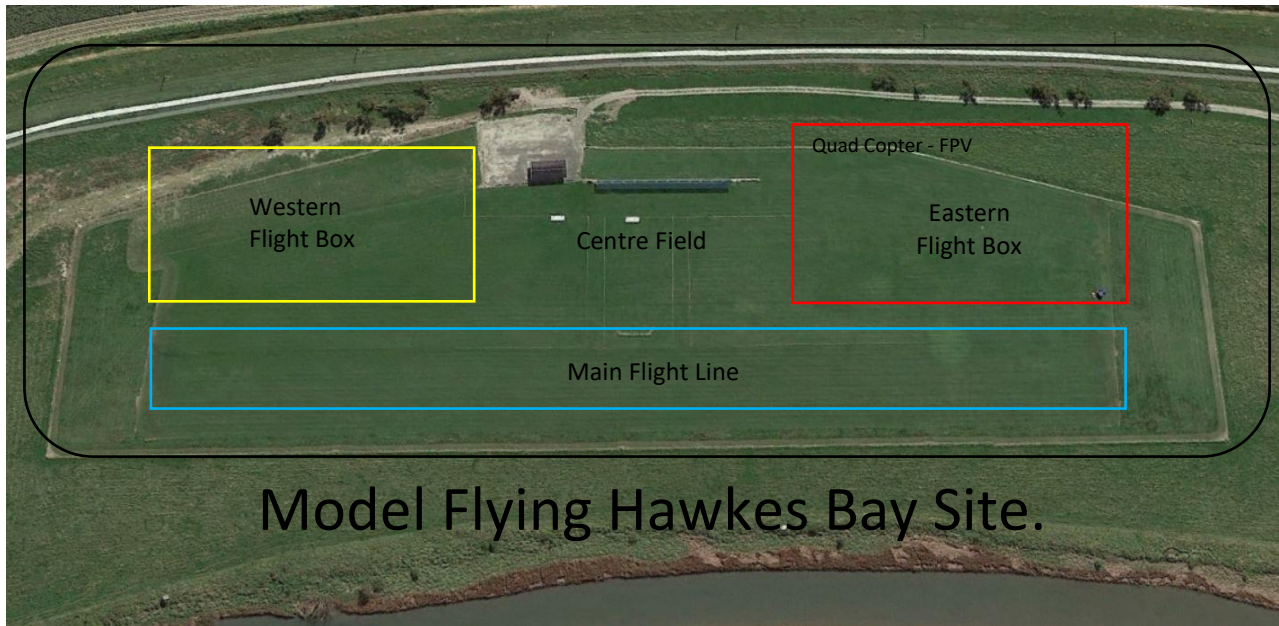 Quad Copter - FPV
Western
Flight Box
Centre Field
Eastern
Flight Box
Main Flight Line
Model Flying Hawkes Bay Site.